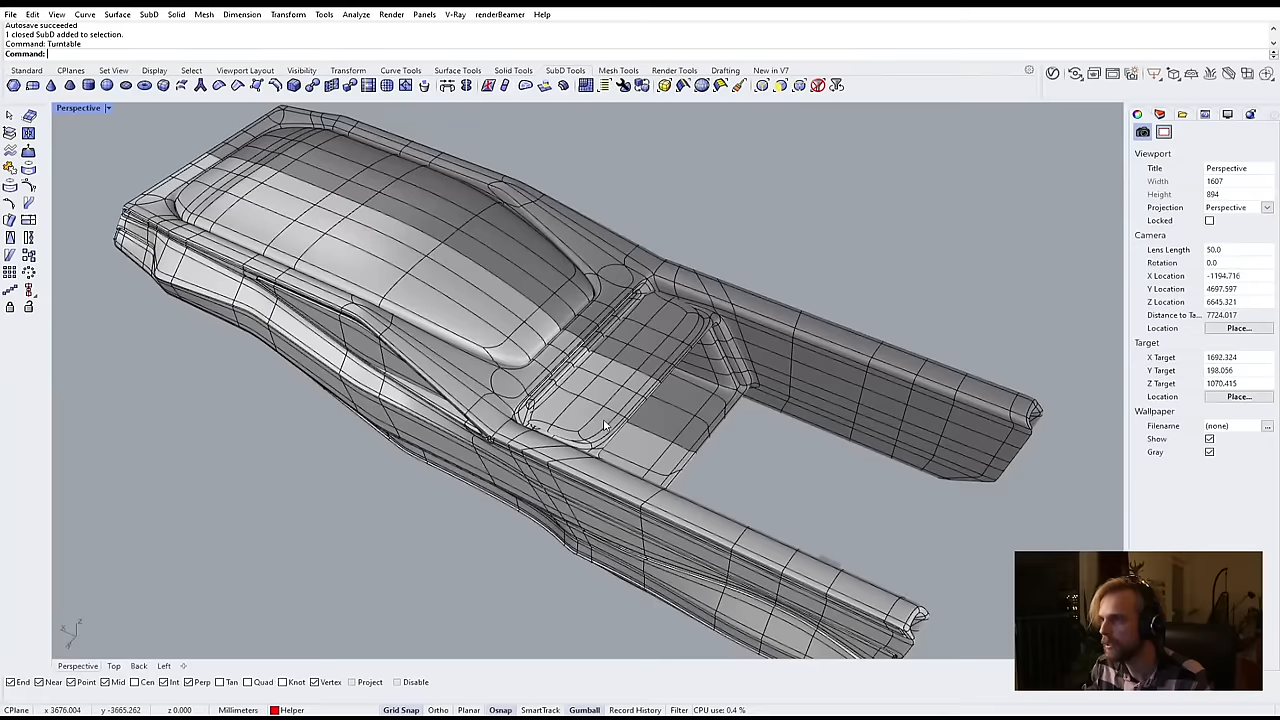 File Edit View Curve Surface SubD Solid Mesh Dimension Transform Tools Analyze Render Panels V-Ray renderBeamer Help
Autosave succeeded
1 closed SubD added to selection.
Command: Turntable
Command:
Standard CPlanes Set View Display Select Viewport Layout Visibility Transform Curve Tools Surface Tools Solid Tools SubD Tools Mesh Tools Render Tools Drafting New in V7
Perspective
Viewport
Title Perspective
Width 1607
Height 894
Projection Perspective
Locked
Camera
Lens Length 50.0
Rotation 0.0
X Location -1194.716
Y Location 4697.597
Z Location 6645.321
Distance to Ta... 7724.017
Location Place...
Target
X Target 1692.324
Y Target 198.056
Z Target 1070.415
Location Place...
Wallpaper
Filename (none) ...
Show
Gray
z
x
Perspective Top Back Left
End Near Point Mid Cen Int Perp Tan Quad Knot Vertex Project Disable
CPlane x 3676.004 y -3665.262 z 0.000 Millimeters Helper Grid Snap Ortho Planar Osnap SmartTrack Gumball Record History Filter CPU use: 0.4 %